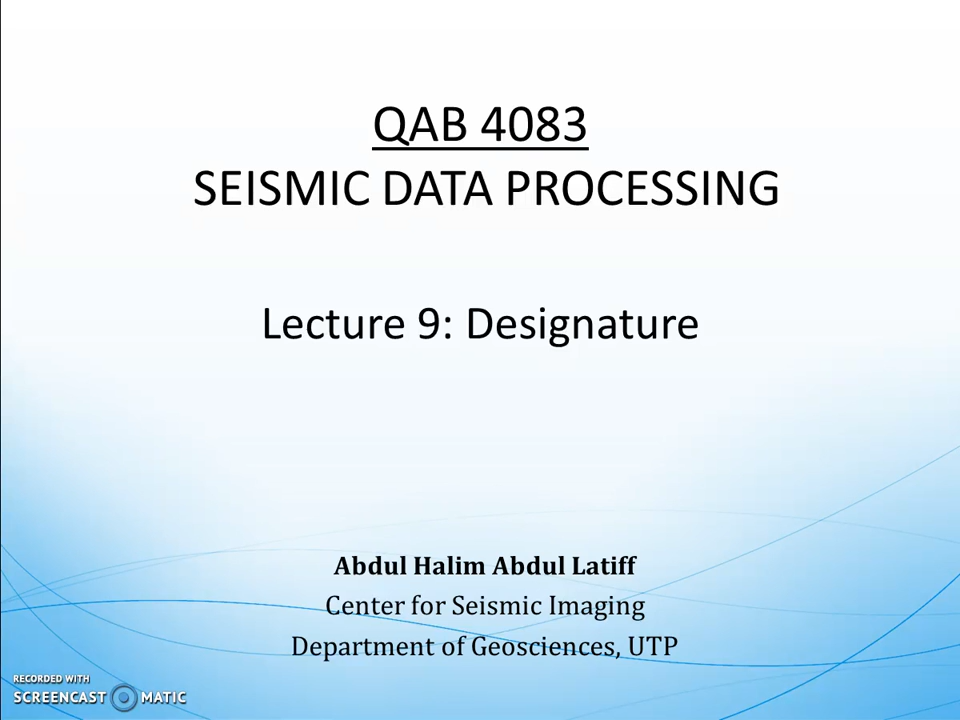 QAB 4083
SEISMIC DATA PROCESSING
Lecture 9: Designature
Abdul Halim Abdul Latiff
Center for Seismic Imaging
Department of Geosciences, UTP
RECORDED WITH
SCREENCAST MATIC